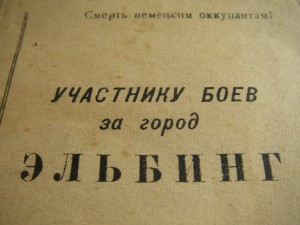 Смерть немецким оккупантам!
УЧАСТНИКУ БОЕВ
за город
ЭЛЬБИНГ